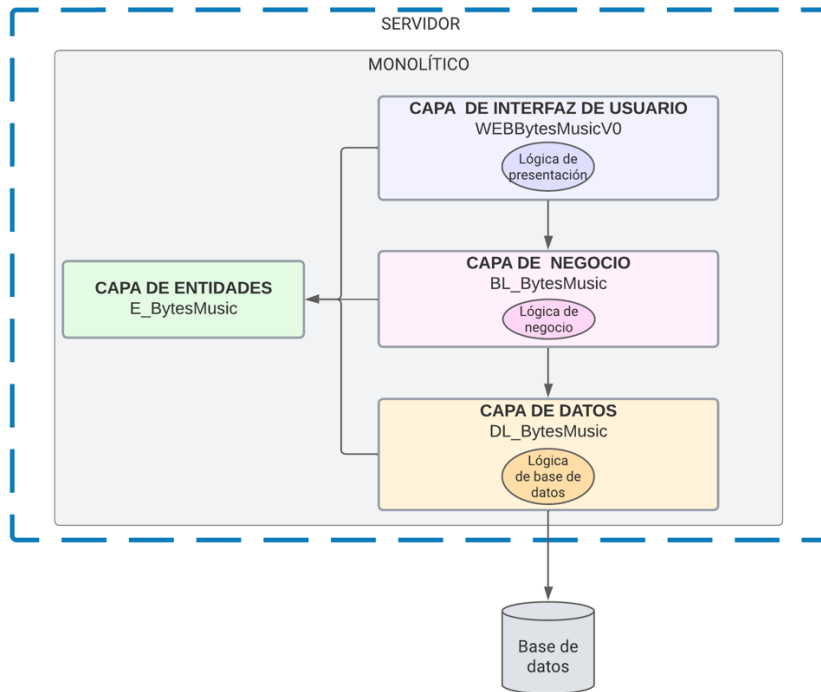 SERVIDOR
MONOLÍTICO
CAPA DE INTERFAZ DE USUARIO
WEBBytesMusicV0
Lógica de
presentación
CAPA DE NEGOCIO
BL_BytesMusic
Lógica de
negocio
CAPA DE ENTIDADES
E_BytesMusic
CAPA DE DATOS
DL_BytesMusic
Lógica
de base de
datos
Base de
datos